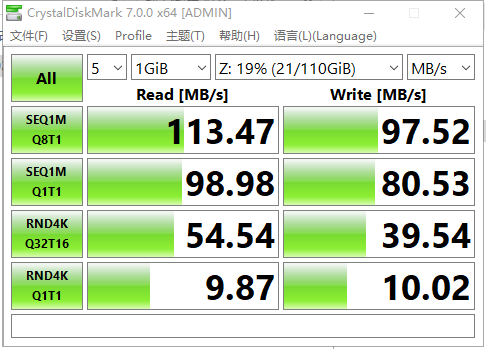 CrystalDiskMark 7.0.0 x64 [ADMIN]
文件(F) 设置(S) Profile 主题(T) 帮助(H) 语言(L)(Language)
All 5 1GiB Z: 19% (21/110GiB) MB/s
Read [MB/s] Write [MB/s]
SEQ1M
Q8T1
113.47 97.52
SEQ1M
Q1T1
98.98 80.53
RND4K
Q32T16
54.54 39.54
RND4K
Q1T1
9.87 10.02